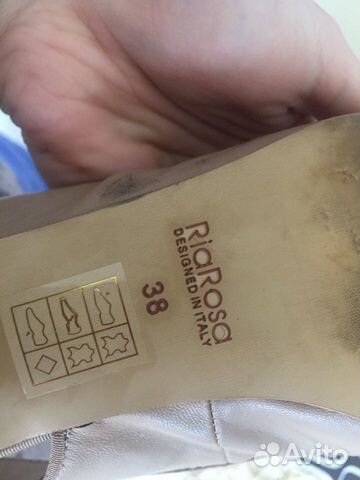 RiaRosa
DESIGNED IN ITALY
38
Avito